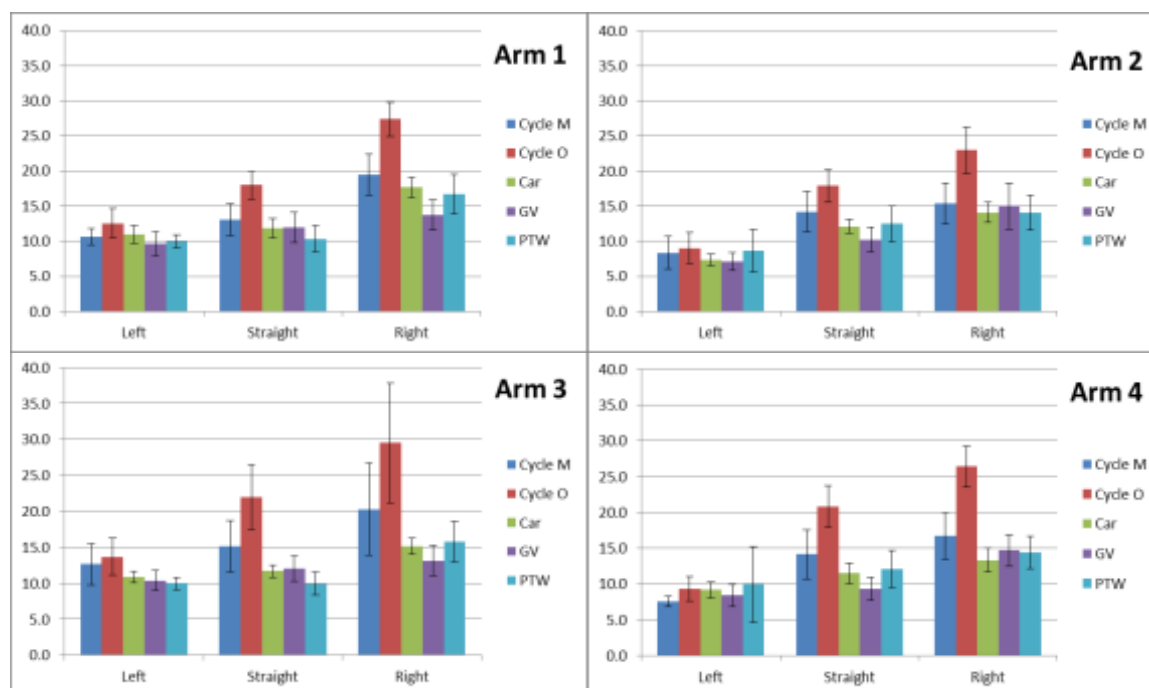 Arm 1
40.0
35.0
30.0
25.0
20.0
15.0
10.0
5.0
0.0
Left Straight Right
Cycle M
Cycle O
Car
GV
PTW
Arm 2
40.0
35.0
30.0
25.0
20.0
15.0
10.0
5.0
0.0
Left Straight Right
Cycle M
Cycle O
Car
GV
PTW
Arm 3
40.0
35.0
30.0
25.0
20.0
15.0
10.0
5.0
0.0
Left Straight Right
Cycle M
Cycle O
Car
GV
PTW
Arm 4
40.0
35.0
30.0
25.0
20.0
15.0
10.0
5.0
0.0
Left Straight Right
Cycle M
Cycle O
Car
GV
PTW